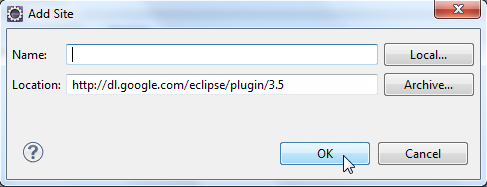 Add Site
Name: Local...
Location: http://dl.google.com/eclipse/plugin/3.5 Archive...
? OK Cancel